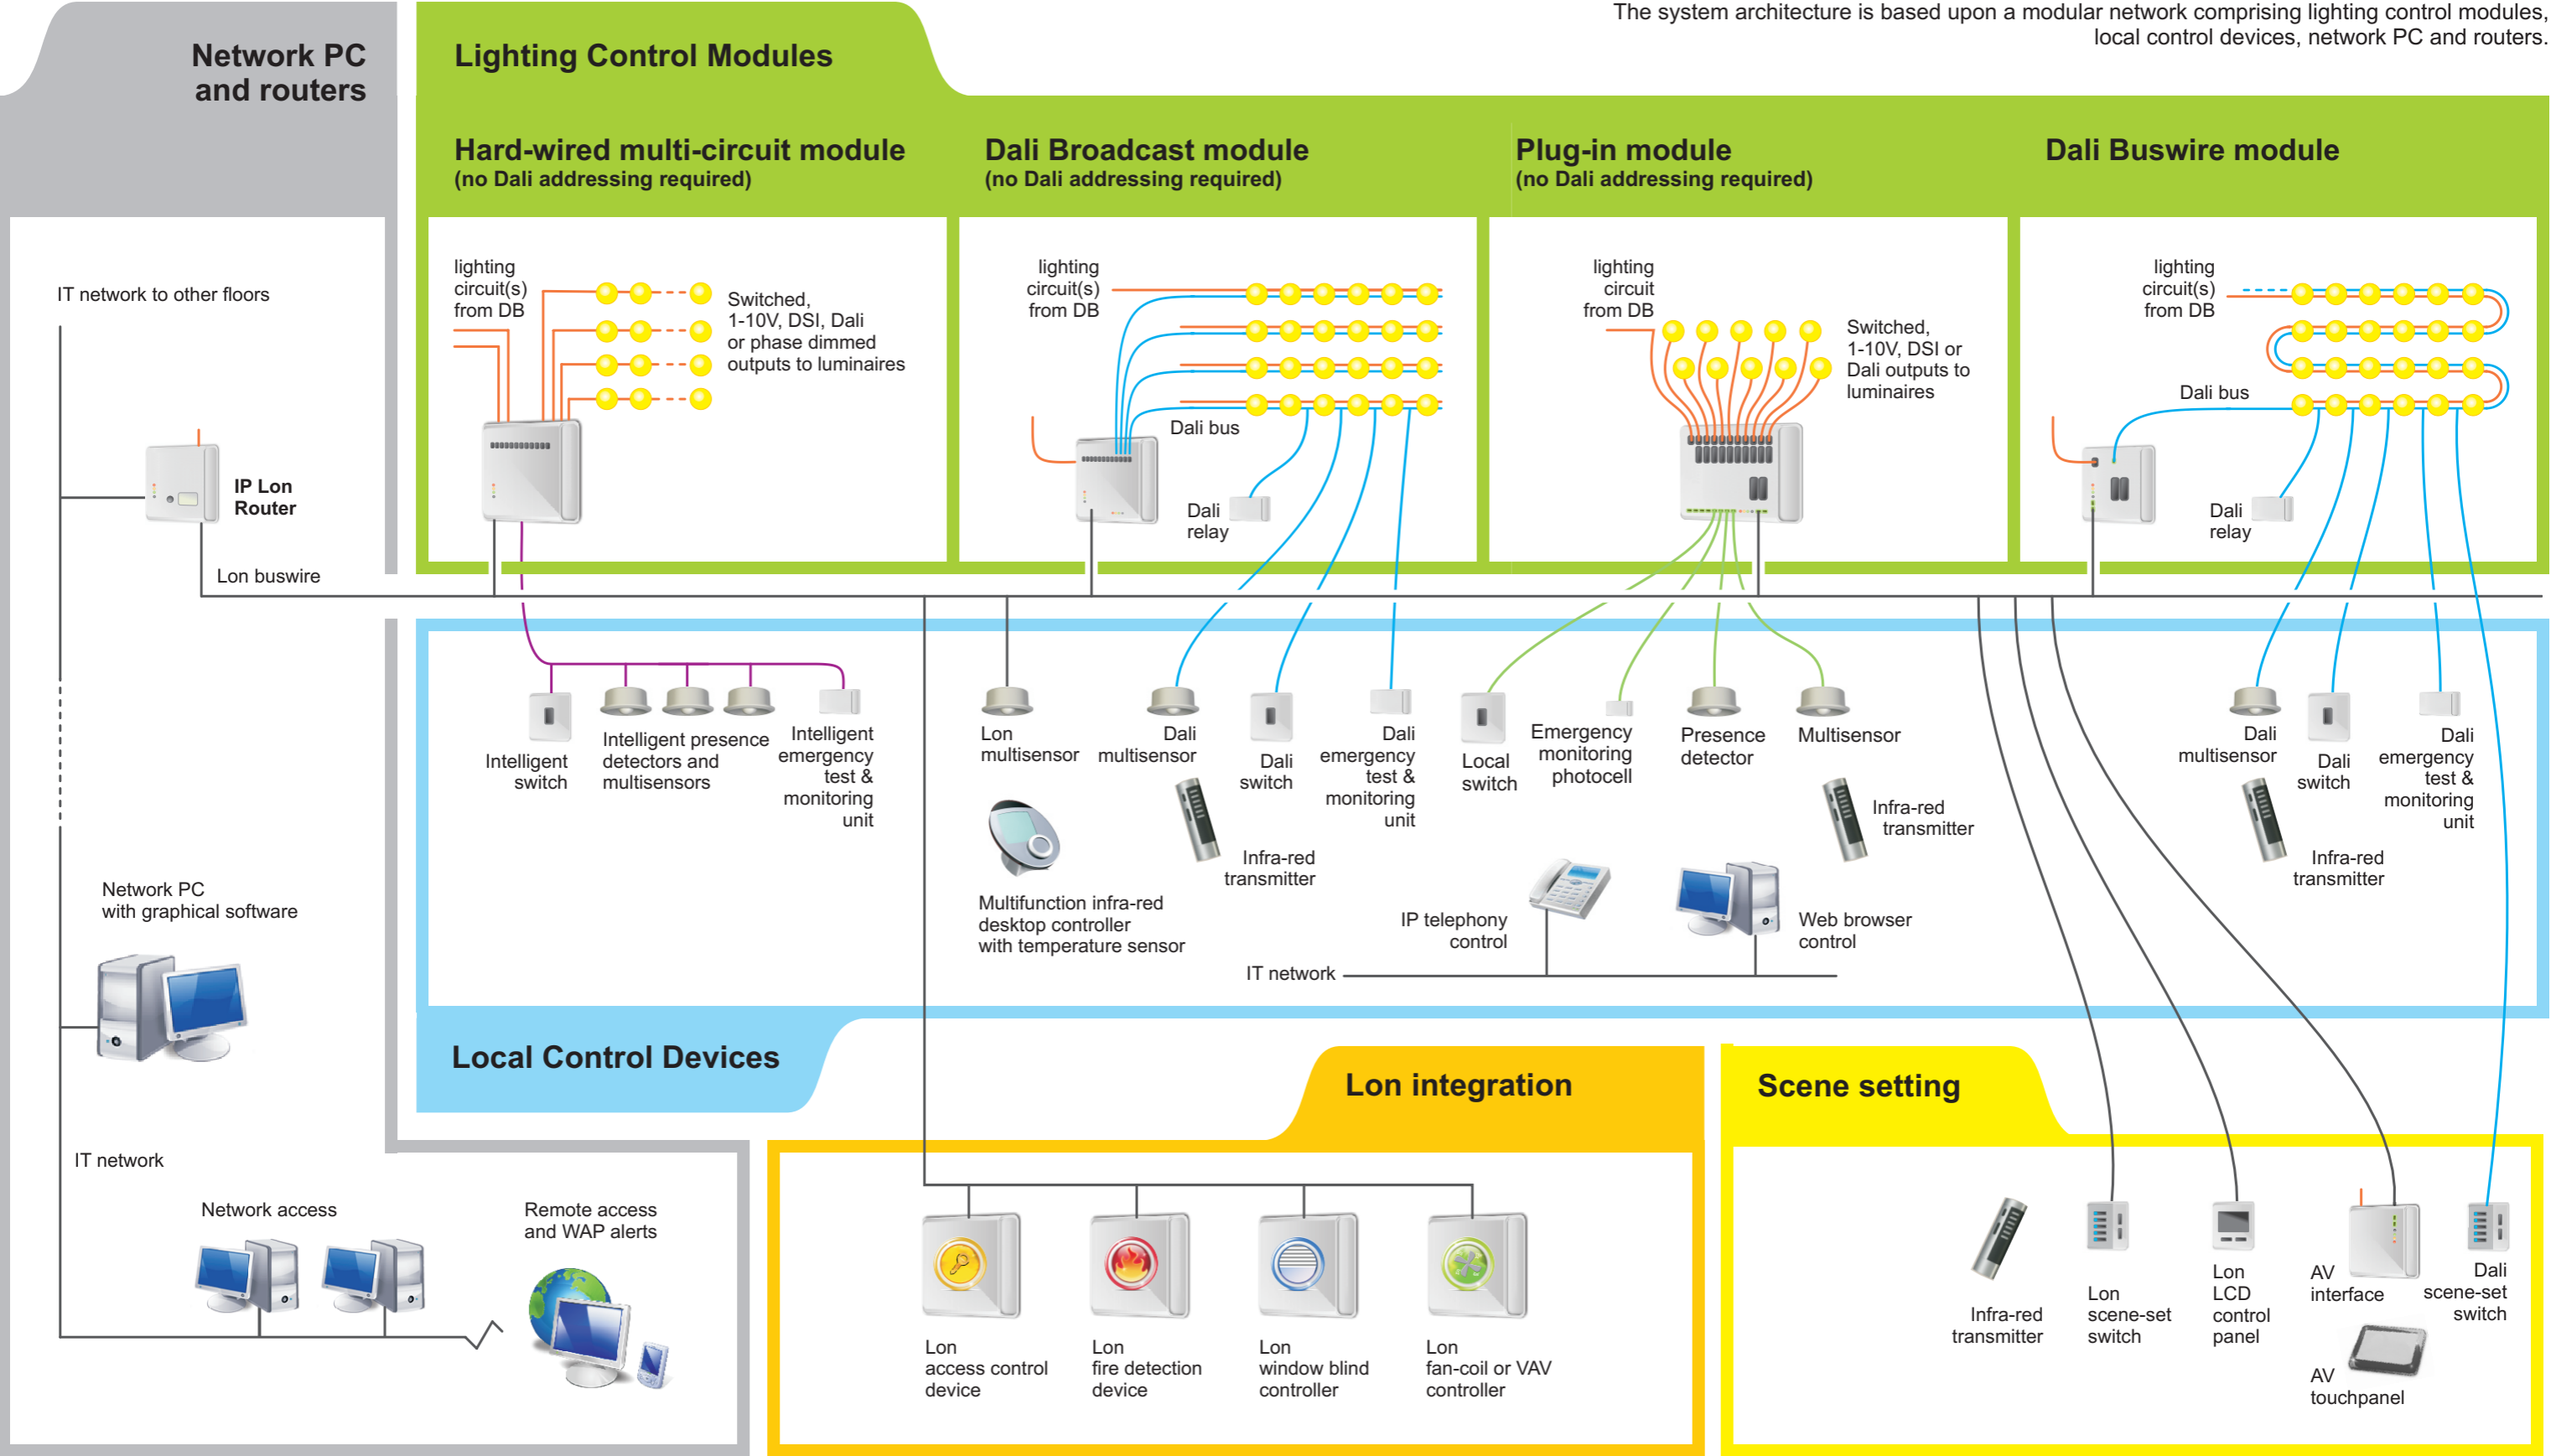 The system architecture is based upon a modular network comprising lighting control modules,
local control devices, network PC and routers.
Network PC
and routers
Lighting Control Modules
Hard-wired multi-circuit module
(no Dali addressing required)
Dali Broadcast module
(no Dali addressing required)
Plug-in module
(no Dali addressing required)
Dali Buswire module
IT network to other floors
IP Lon
Router
Lon buswire
Network PC
with graphical software
IT network
Network access
Remote access
and WAP alerts
lighting
circuit(s)
from DB
Switched,
1-10V, DSI, Dali
or phase dimmed
outputs to luminaires
lighting
circuit(s)
from DB
Dali bus
Dali
relay
lighting
circuit
from DB
Switched,
1-10V, DSI or
Dali outputs to
luminaires
lighting
circuit(s)
from DB
Dali bus
Dali
relay
Intelligent
switch
Intelligent presence
detectors and
multisensors
Intelligent
emergency
test &
monitoring
unit
Lon
multisensor
Dali
multisensor
Dali
switch
Dali
emergency
test &
monitoring
unit
Local
switch
Emergency
monitoring
photocell
Presence
detector
Multisensor
Dali
multisensor
Dali
switch
Dali
emergency
test &
monitoring
unit
Multifunction infra-red
desktop controller
with temperature sensor
Infra-red
transmitter
IP telephony
control
Web browser
control
Infra-red
transmitter
Infra-red
transmitter
IT network
Local Control Devices
Lon integration
Lon
access control
device
Lon
fire detection
device
Lon
window blind
controller
Lon
fan-coil or VAV
controller
Scene setting
Infra-red
transmitter
Lon
scene-set
switch
Lon
LCD
control
panel
AV
interface
AV
touchpanel
Dali
scene-set
switch